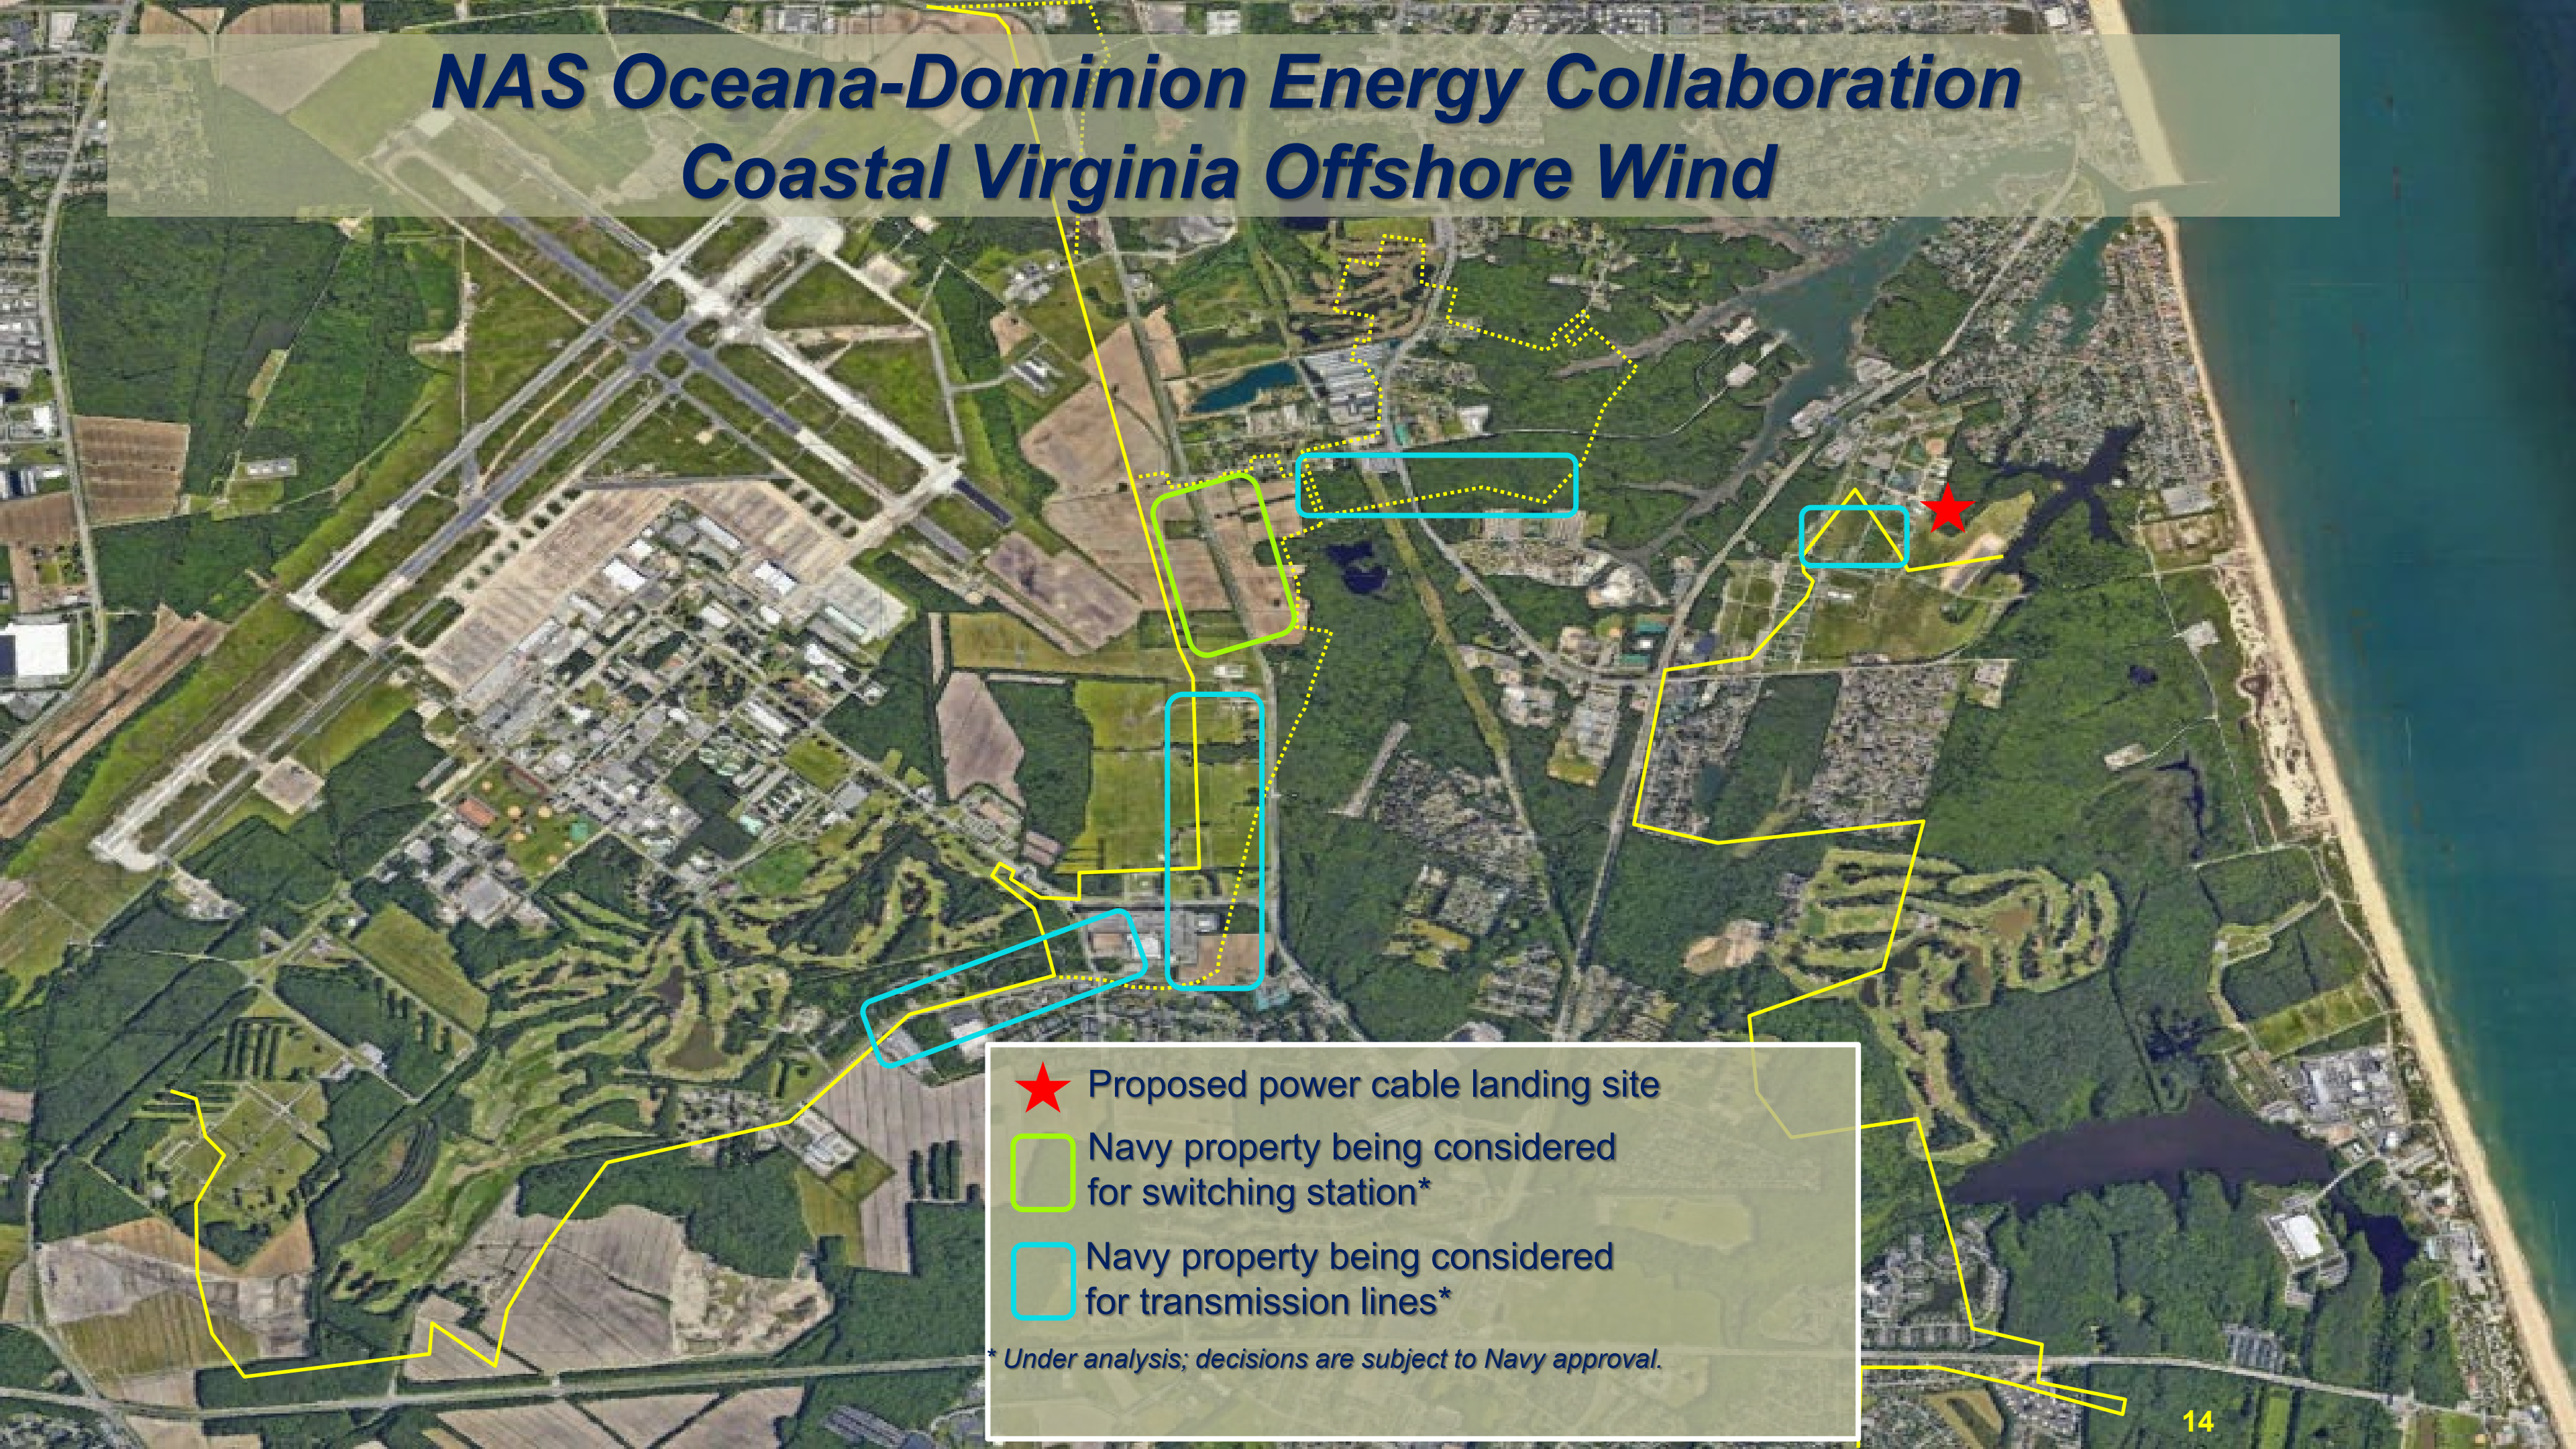 NAS Oceana-Dominion Energy Collaboration
Coastal Virginia Offshore Wind
Proposed power cable landing site
Navy property being considered
for switching station*
Navy property being considered
for transmission lines*
* Under analysis; decisions are subject to Navy approval.
14